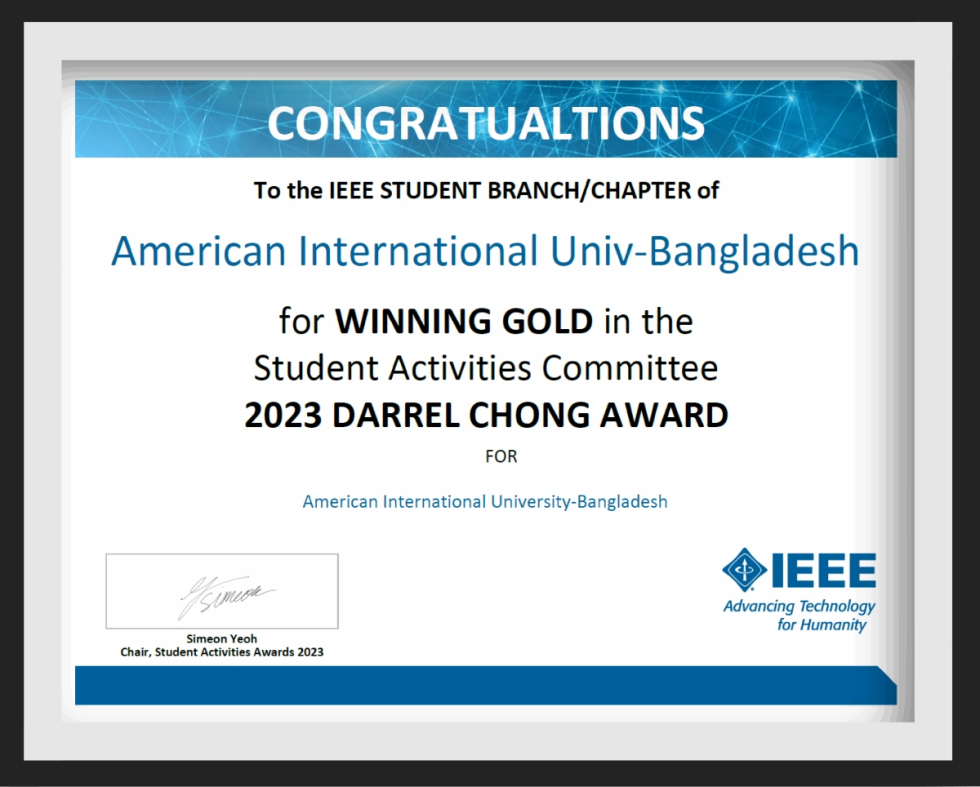 CONGRATUALTIONS
To the IEEE STUDENT BRANCH/CHAPTER of
American International Univ-Bangladesh
for WINNING GOLD in the
Student Activities Committee
2023 DARREL CHONG AWARD
FOR
American International University-Bangladesh
Simeon
Simeon Yeoh
Chair, Student Activities Awards 2023
IEEE
Advancing Technology
for Humanity